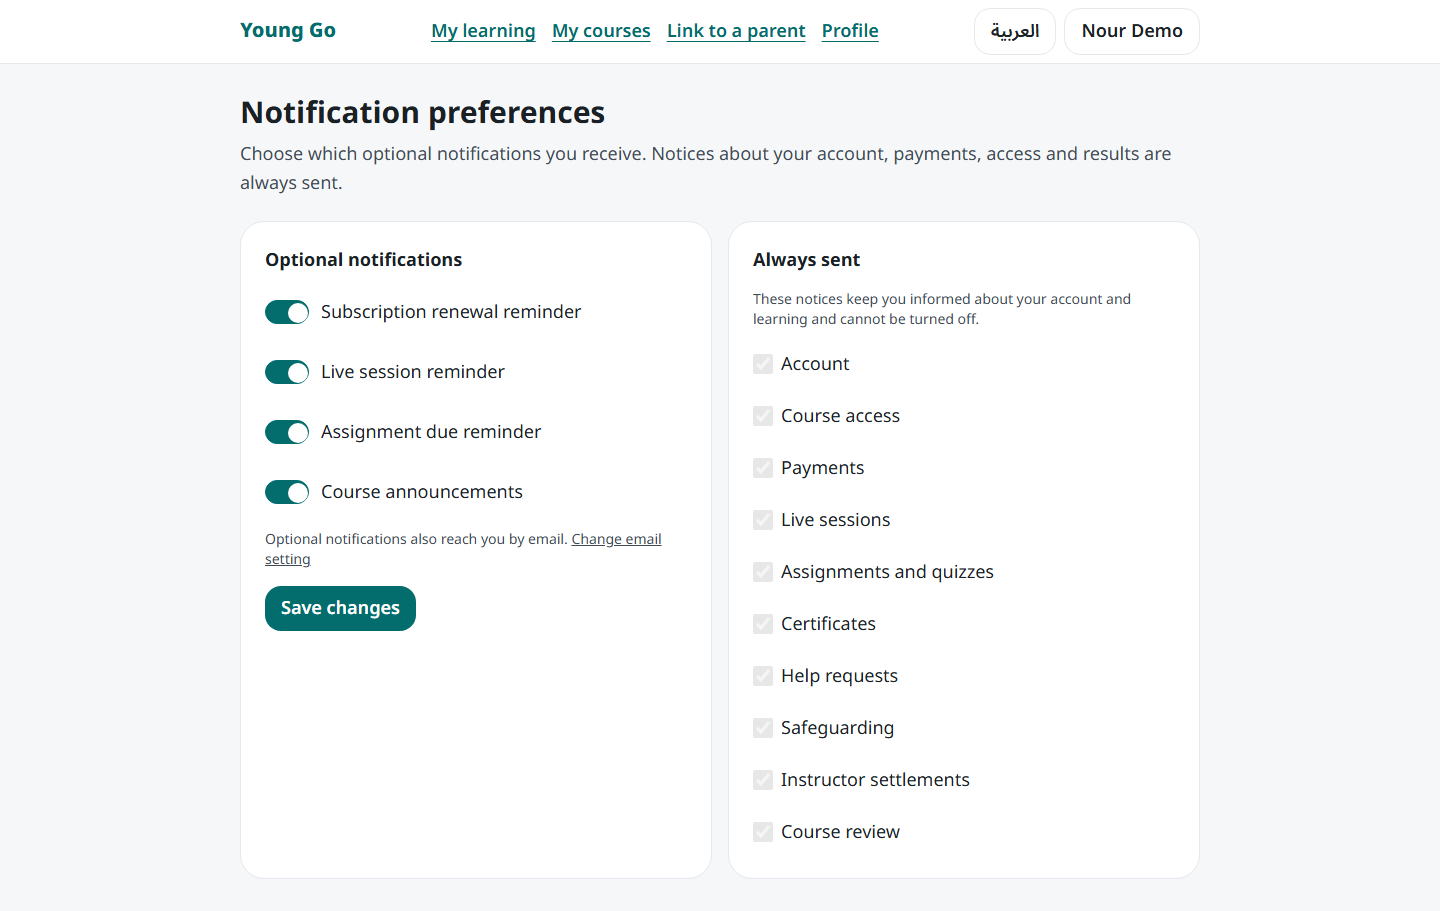 Young Go
My learning My courses Link to a parent Profile
العربية
Nour Demo
Notification preferences
Choose which optional notifications you receive. Notices about your account, payments, access and results are
always sent.
Optional notifications
Subscription renewal reminder
Live session reminder
Assignment due reminder
Course announcements
Optional notifications also reach you by email. Change email
setting
Save changes
Always sent
These notices keep you informed about your account and
learning and cannot be turned off.
Account
Course access
Payments
Live sessions
Assignments and quizzes
Certificates
Help requests
Safeguarding
Instructor settlements
Course review